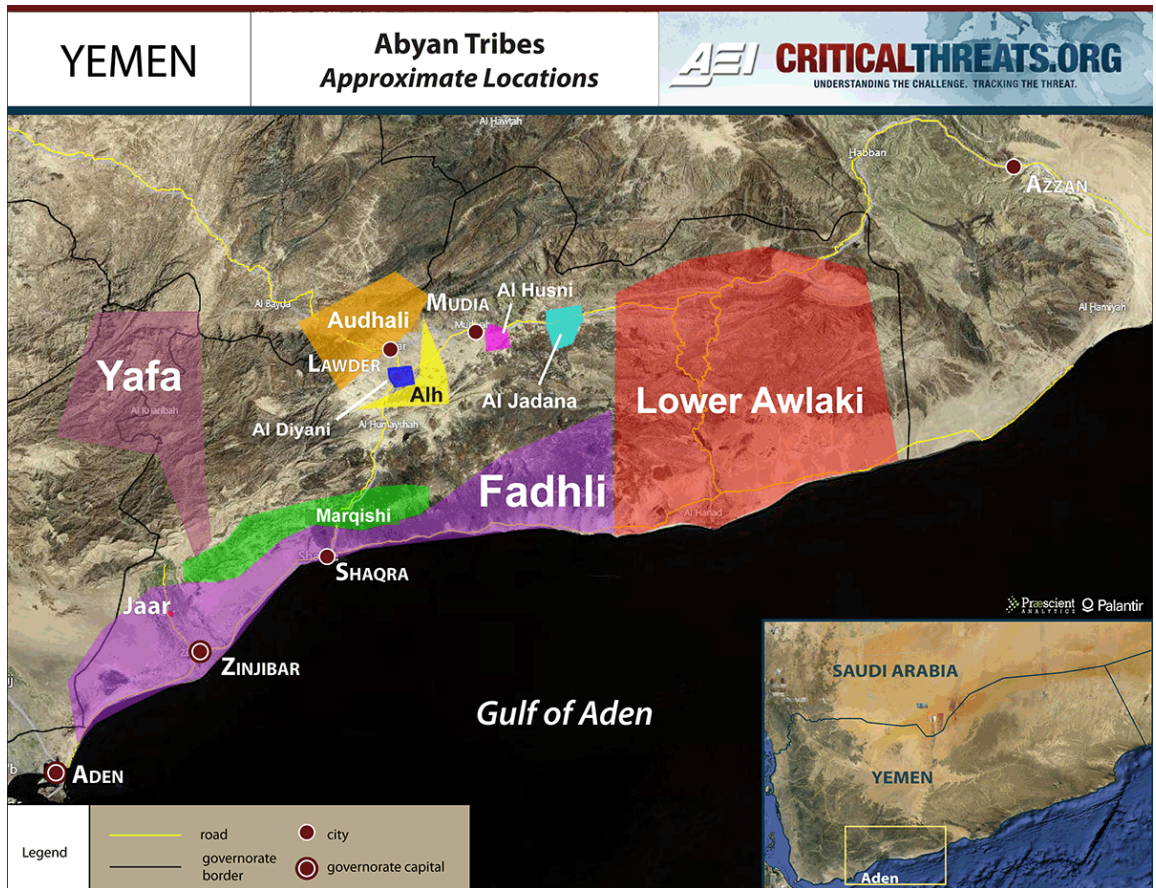 YEMEN
Abyan Tribes
Approximate Locations
AEI CRITICALTHREATS.ORG
UNDERSTANDING THE CHALLENGE. TRACKING THE THREAT.
Al Hawtah
Habban
AZZAN
Al Bayda
MUDIA
Al Husni
Al Hamiyah
Audhali
LAWDER
Yafa
Alh
Al Jadana
Lower Awlaki
Al Diyani
Al Humayshah
Fadhli
Marqishi
Al Hanad
SHAQRA
Jaar
ZINJIBAR
Præscient
ANALYTICS
Palantir
Gulf of Aden
ADEN
SAUDI ARABIA
YEMEN
Aden
Legend
road
city
governorate
border
governorate capital